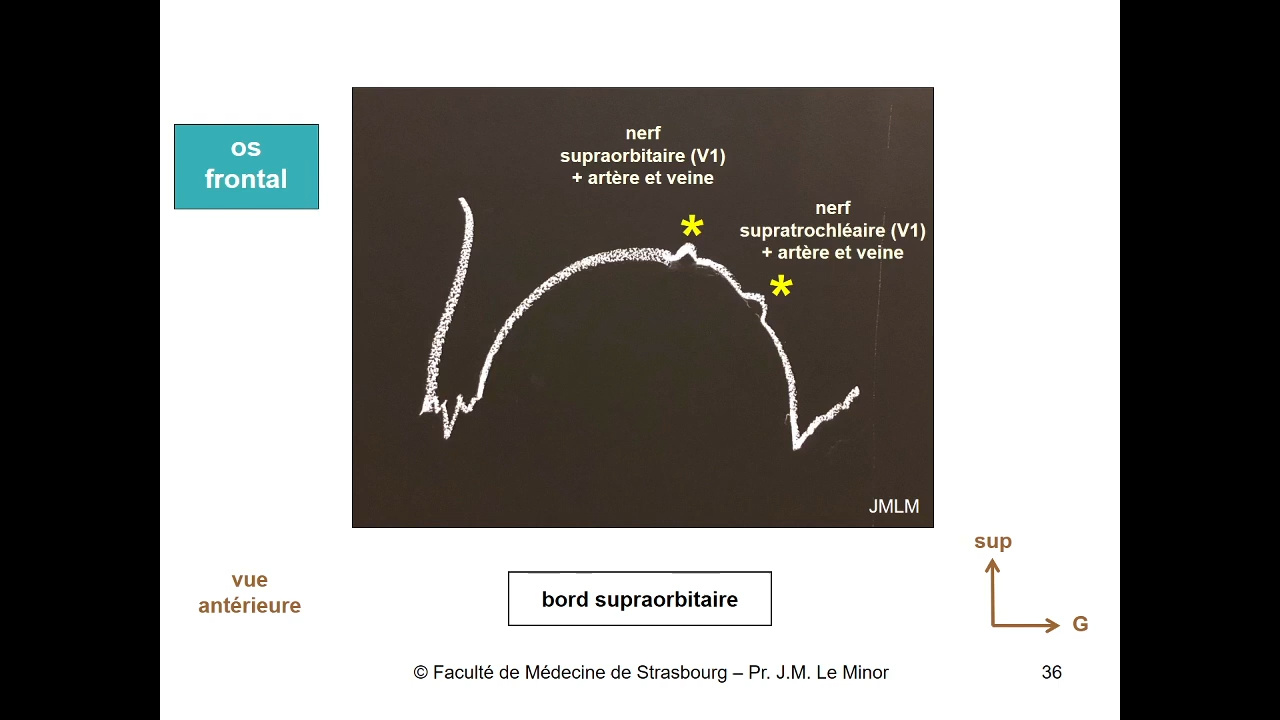 os
frontal
nerf
supraorbitaire (V1)
+ artère et veine
*
nerf
supratrochléaire (V1)
+ artère et veine
*
JMLM
sup
G
vue
antérieure
bord supraorbitaire
© Faculté de Médecine de Strasbourg – Pr. J.M. Le Minor
36